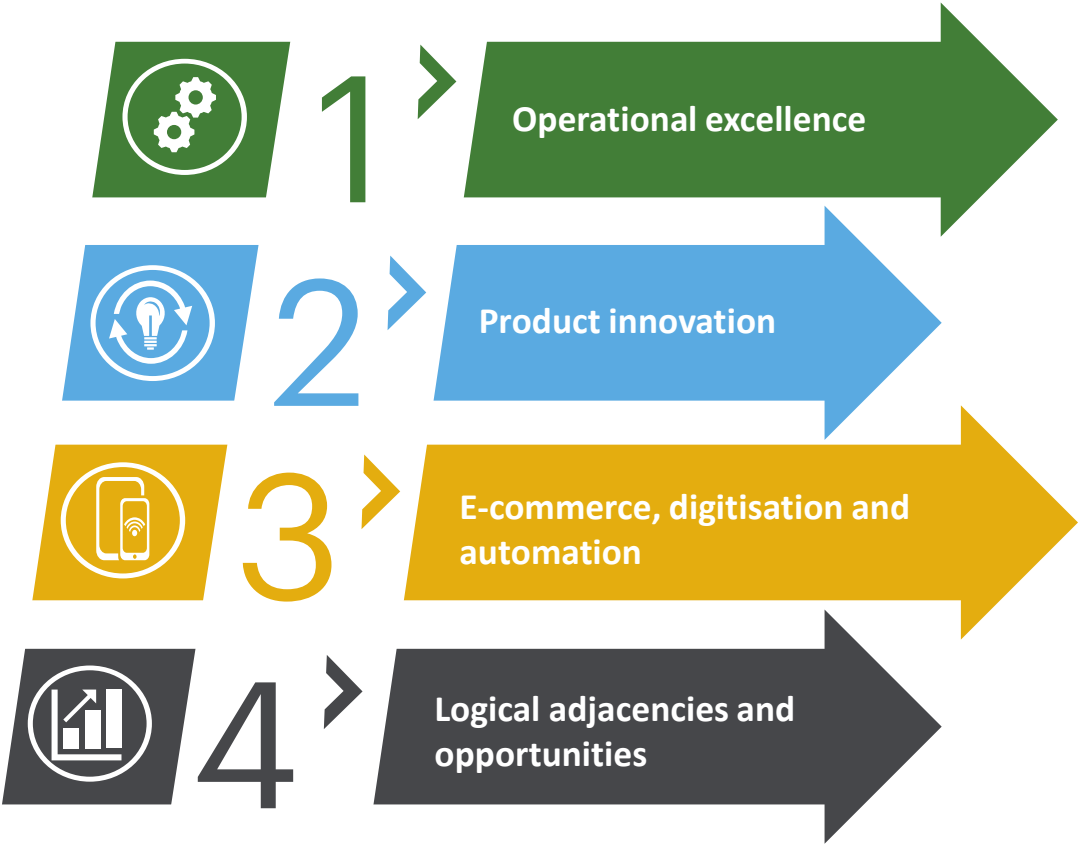 1
Operational excellence
2
Product innovation
3
E-commerce, digitisation and
automation
4
Logical adjacencies and
opportunities